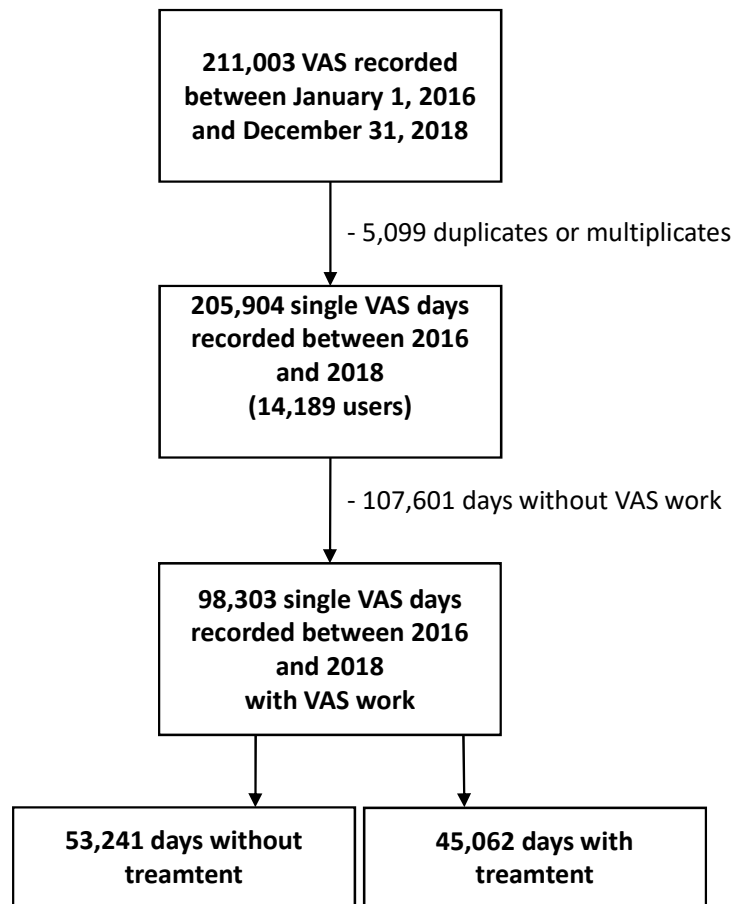 211,003 VAS recorded
between January 1, 2016
and December 31, 2018
- 5,099 duplicates or multiplicates
205,904 single VAS days
recorded between 2016
and 2018
(14,189 users)
- 107,601 days without VAS work
98,303 single VAS days
recorded between 2016
and 2018
with VAS work
53,241 days without
treamtent
45,062 days with
treamtent